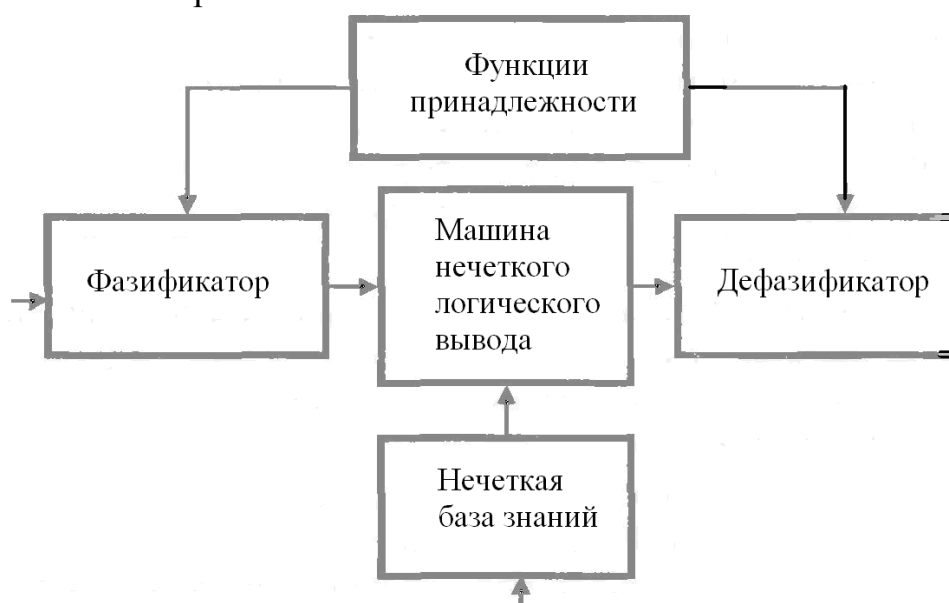 Функции
принадлежности
Фазификатор
Машина
нечеткого
логического
вывода
Дефазификатор
Нечеткая
база знаний